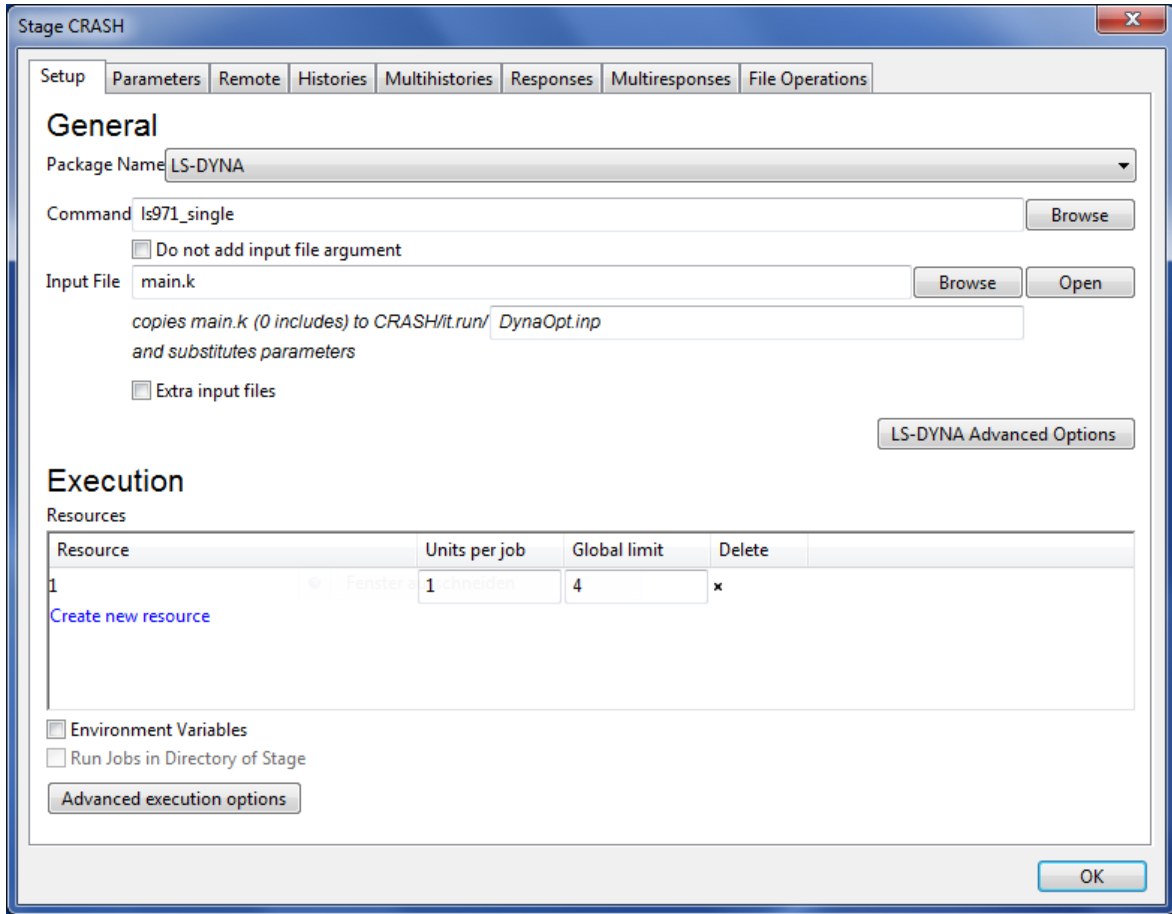 Stage CRASH
Setup Parameters Remote Histories Multihistories Responses Multiresponses File Operations
General
Package Name LS-DYNA
Command ls971_single Browse
Do not add input file argument
Input File main.k Browse Open
copies main.k (0 includes) to CRASH/it.run/ DynaOpt.inp
and substitutes parameters
Extra input files
LS-DYNA Advanced Options
Execution
Resources
Resource Units per job Global limit Delete
1 Fenster 1 4
Create new resource
Environment Variables
Run Jobs in Directory of Stage
Advanced execution options
OK